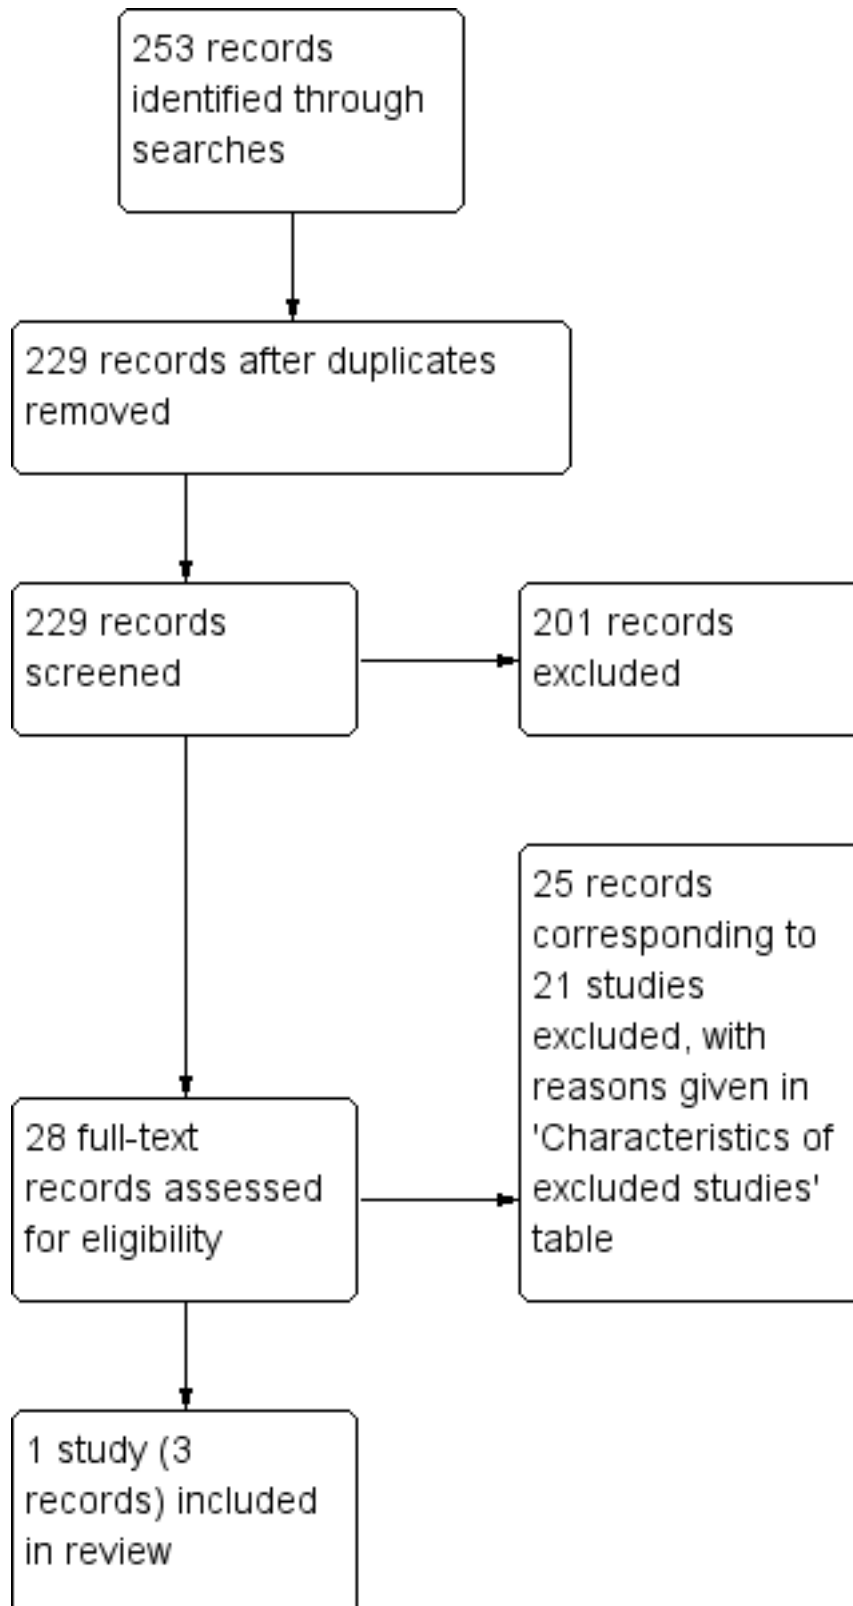 253 records
identified through
searches
229 records after duplicates
removed
229 records
screened
201 records
excluded
25 records
corresponding to
21 studies
excluded, with
reasons given in
'Characteristics of
excluded studies'
table
28 full-text
records assessed
for eligibility
1 study (3
records) included
in review